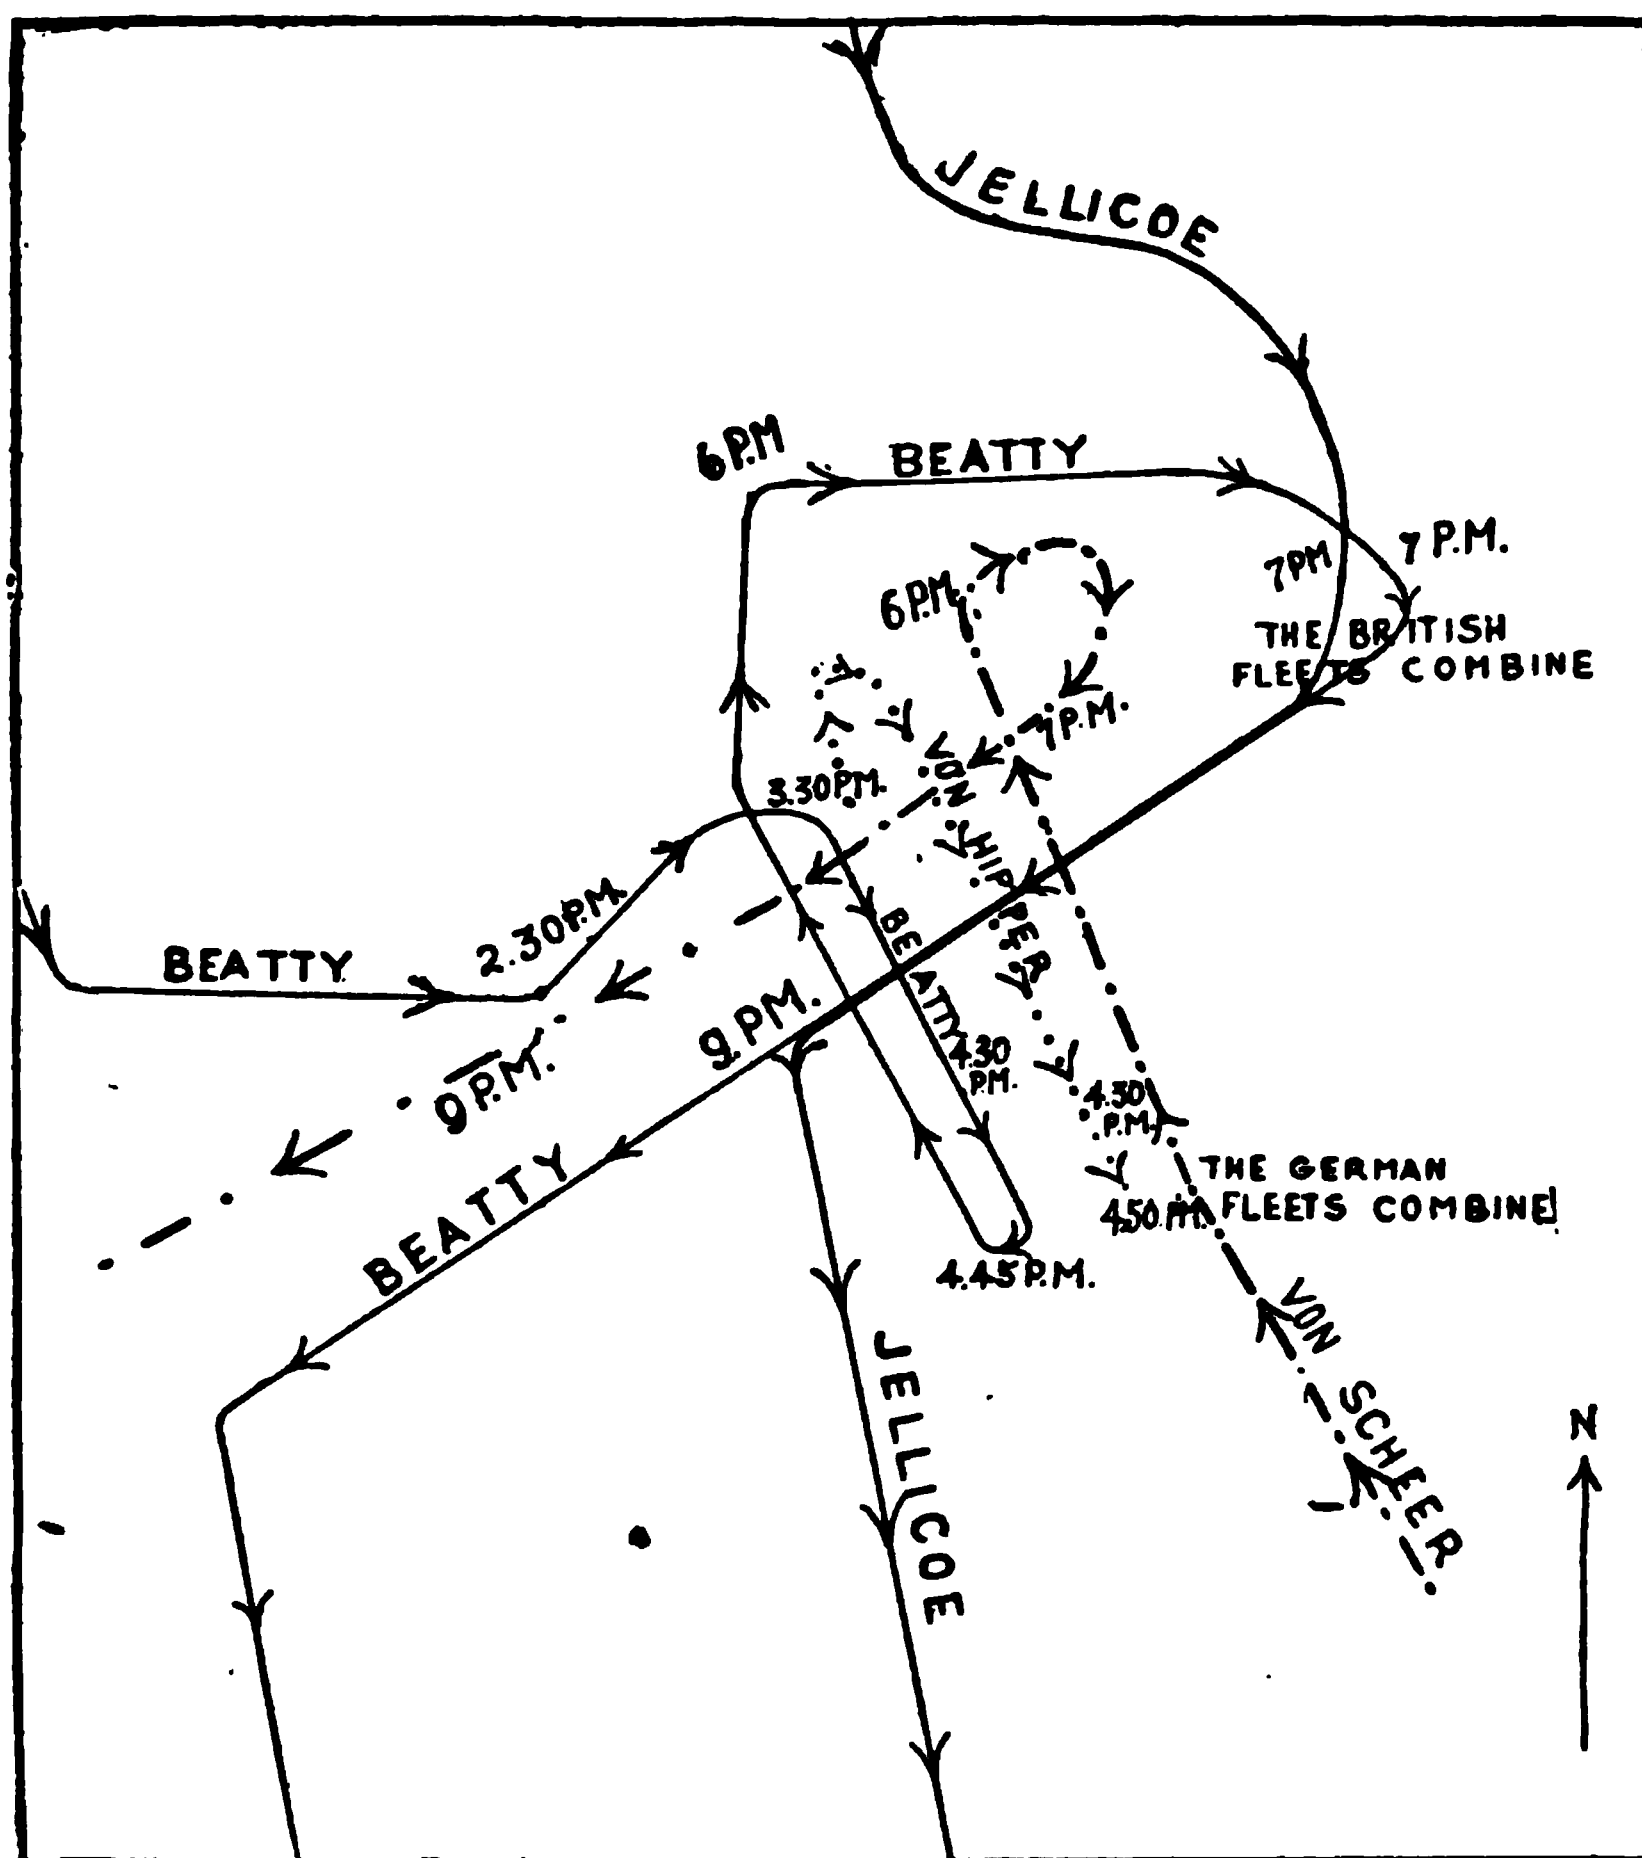 JELLICOE
6 P.M
BEATTY
7 PM
7 P.M.
6 P.M.
THE BRITISH
FLEETS COMBINE
7 P.M.
3.30 P.M.
VON HIPPER
2.30 P.M.
BEATTY
BEATTY
9 P.M.
4.30
P.M.
9 P.M.
4.30
P.M.
THE GERMAN
FLEETS COMBINE
4.50 P.M.
BEATTY
4.45 P.M.
VON SCHEER
JELLICOE
N